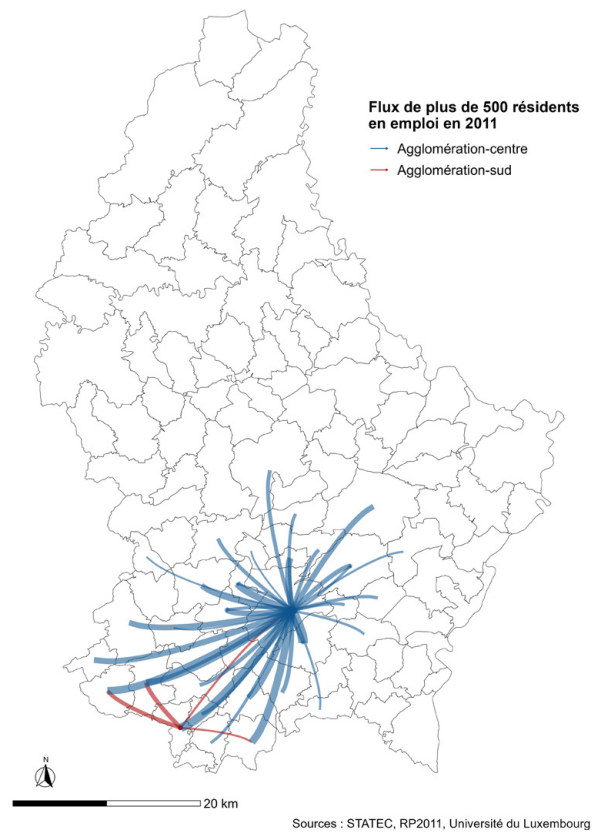 Flux de plus de 500 résidents
en emploi en 2011
Agglomération-centre
Agglomération-sud
N
20 km
Sources : STATEC, RP2011, Université du Luxembourg